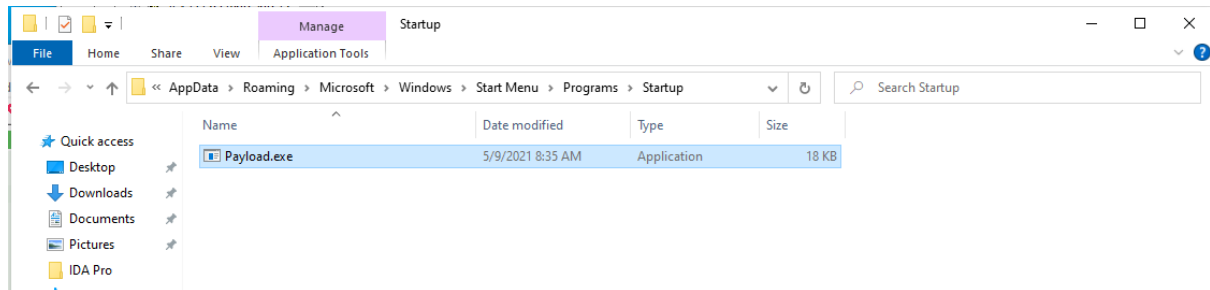 Manage Startup
File Home Share View Application Tools
« AppData > Roaming > Microsoft > Windows > Start Menu > Programs > Startup Search Startup
Name Date modified Type Size
Quick access
Payload.exe 5/9/2021 8:35 AM Application 18 KB
Desktop
Downloads
Documents
Pictures
IDA Pro